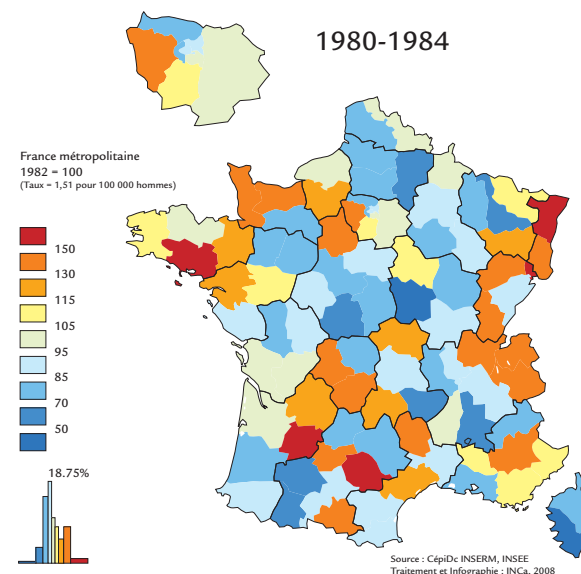 1980-1984
France métropolitaine
1982 = 100
(Taux = 1,51 pour 100 000 hommes)
150
130
115
105
95
85
70
50
18.75%
Source : CépiDc INSERM, INSEE
Traitement et Infographie : INCa, 2008